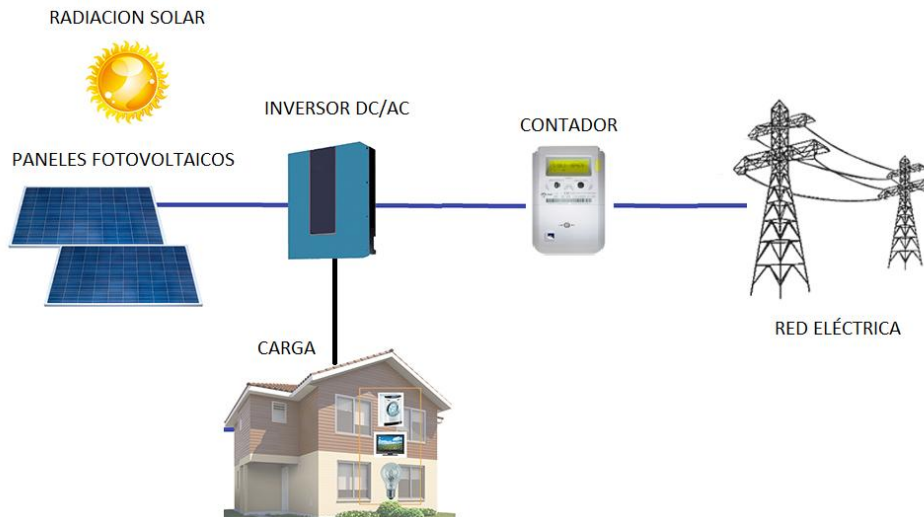 RADIACION SOLAR
INVERSOR DC/AC
CONTADOR
PANELES FOTOVOLTAICOS
RED ELÉCTRICA
CARGA